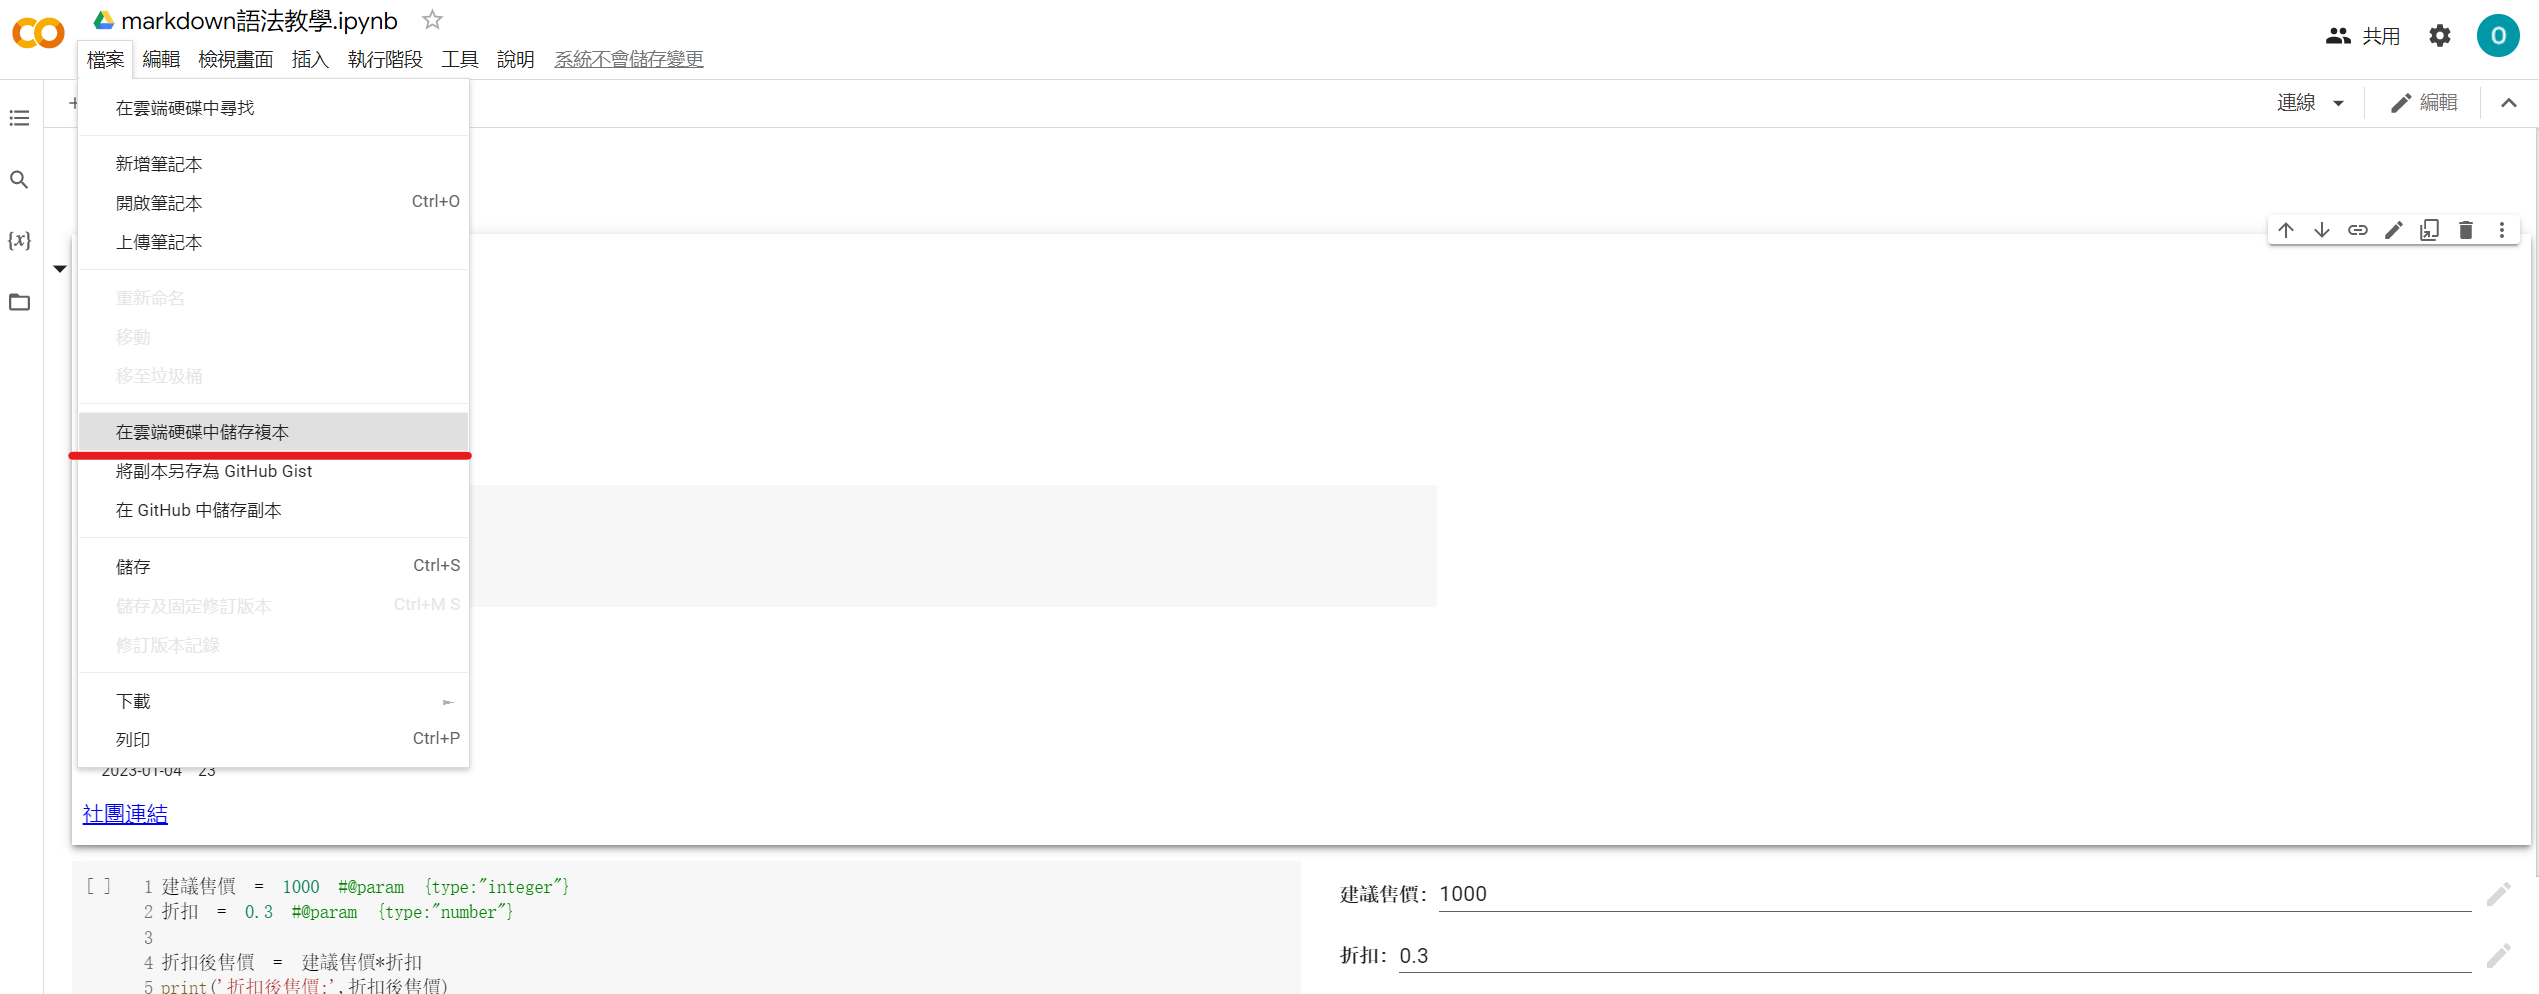 markdown語法教學.ipynb
檔案 編輯 檢視畫面 插入 執行階段 工具 說明 系統不會儲存變更
共用
O
連線
編輯
在雲端硬碟中尋找
新增筆記本
開啟筆記本 Ctrl+O
上傳筆記本
重新命名
移動
移至垃圾桶
在雲端硬碟中儲存複本
將副本另存為 GitHub Gist
在 GitHub 中儲存副本
儲存 Ctrl+S
儲存及固定修訂版本 Ctrl+M S
修訂版本記錄
下載
列印 Ctrl+P
{x}
2023-01-04 23
社團連結
[ ] 1 建議售價 = 1000 #@param {type:"integer"}
2 折扣 = 0.3 #@param {type:"number"}
3
4 折扣後售價 = 建議售價*折扣
5 print('折扣後售價:',折扣後售價)
建議售價: 1000
折扣: 0.3